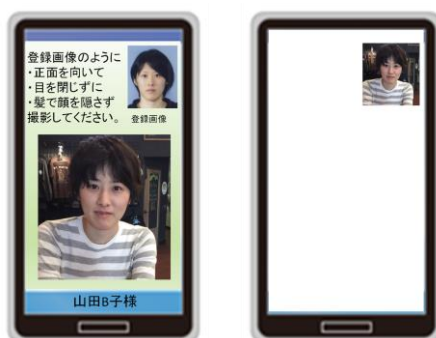 登録画像のように
・正面を向いて
・目を閉じずに
・髪で顔を隠さず
撮影してください。
登録画像
山田B子様